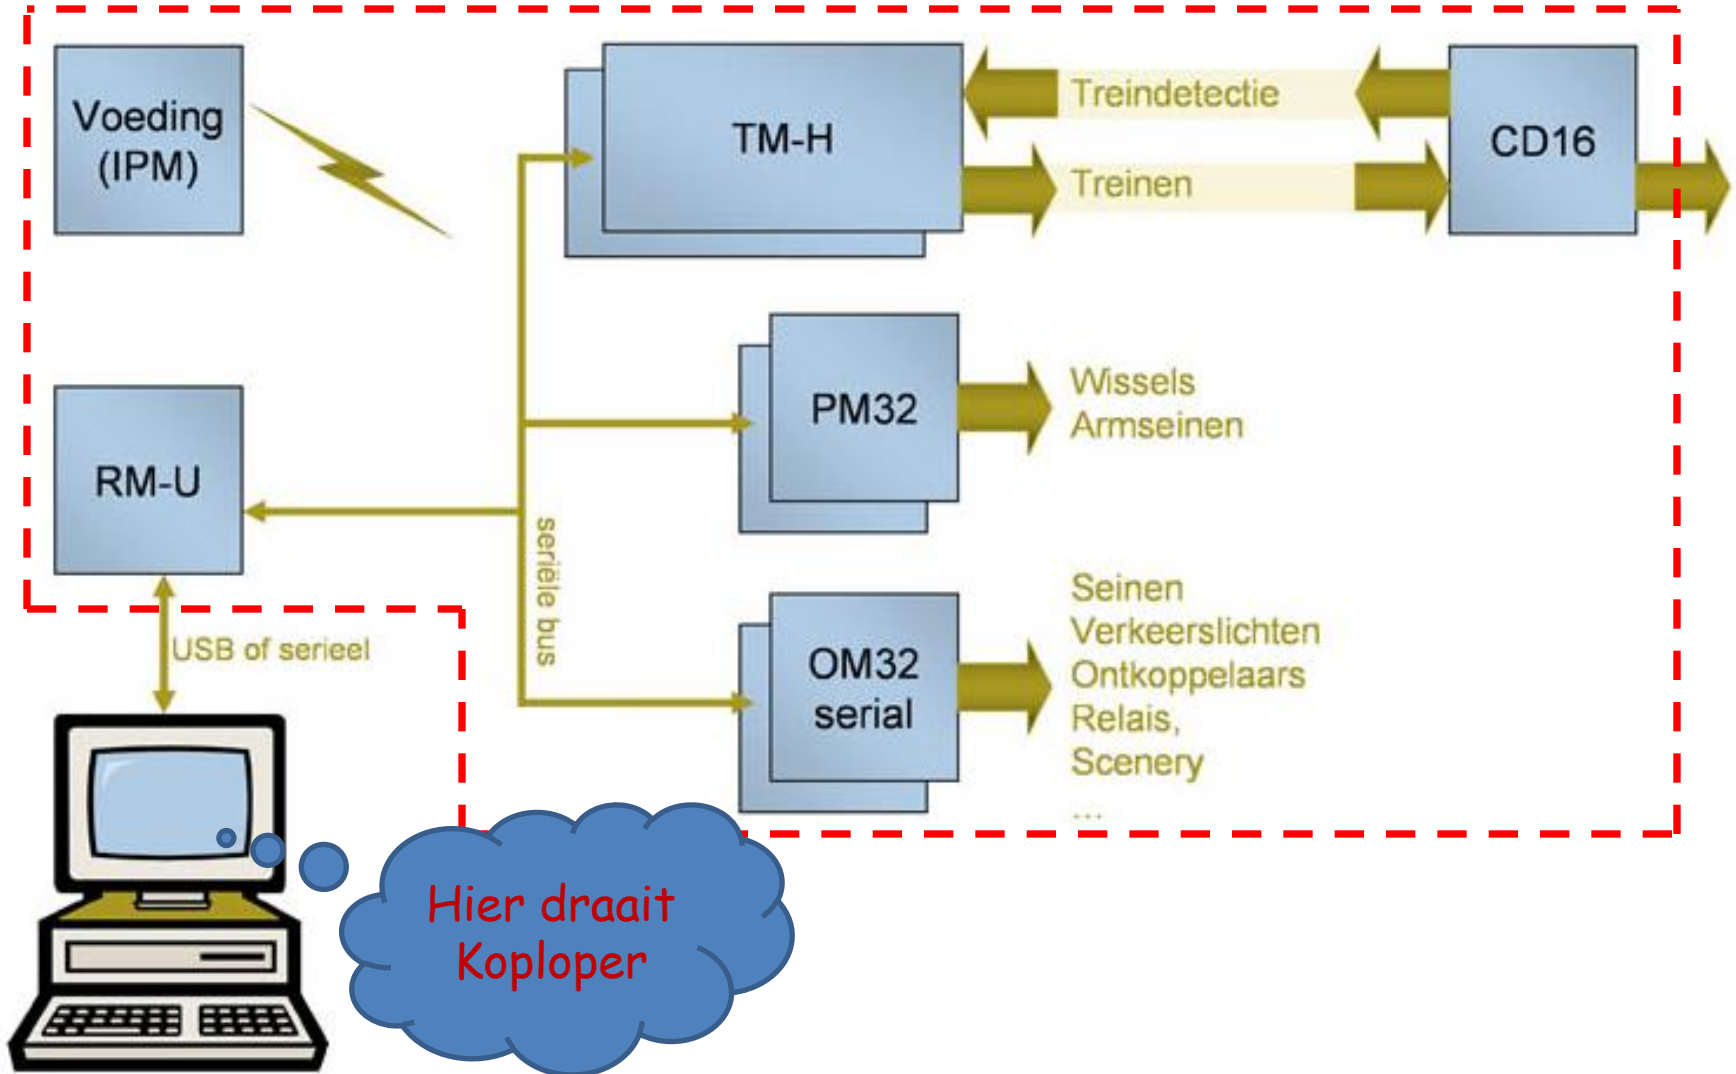 Voeding
(IPM)
TM-H
Treindetectie
Treinen
CD16
RM-U
PM32
Wissels
Armseinen
seriële bus
USB of serieel
OM32
serial
Seinen
Verkeerslichten
Ontkoppelaars
Relais,
Scenery
...
Hier draait
Koploper